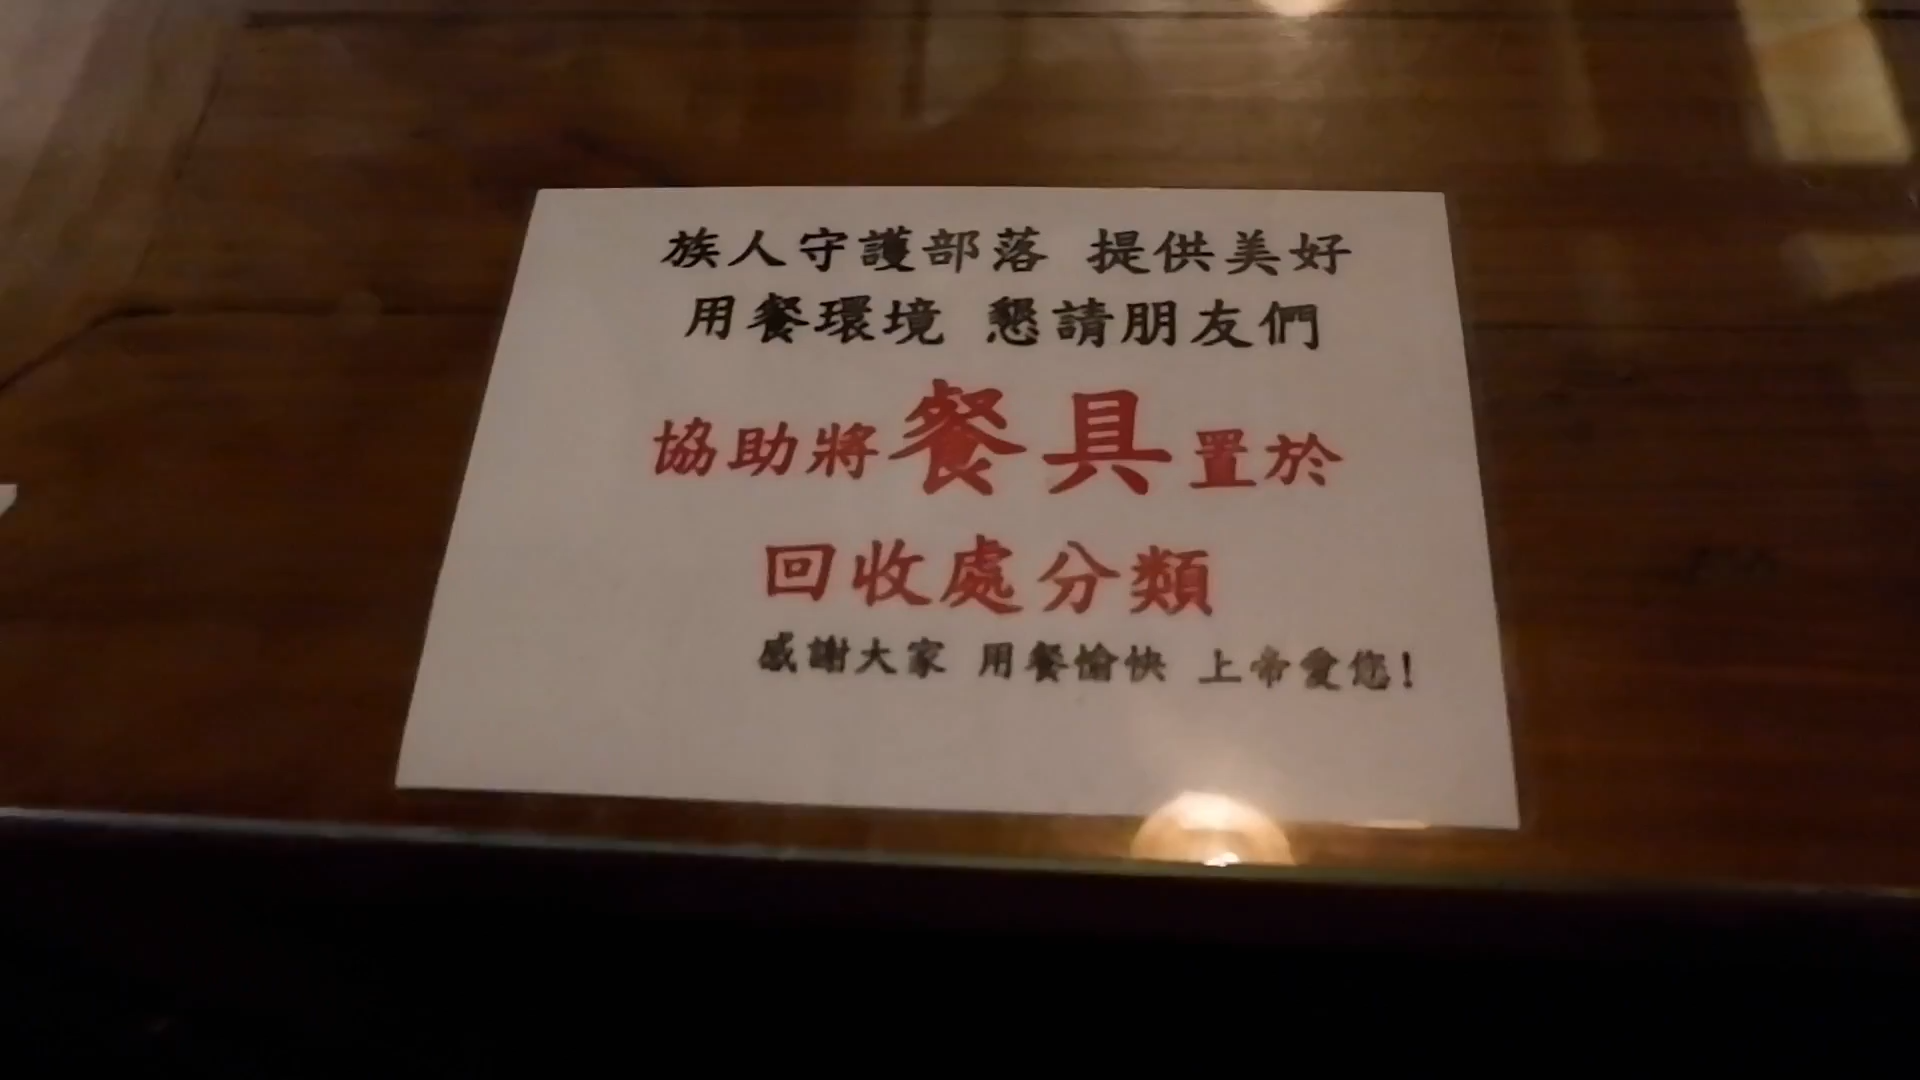 族人守護部落 提供美好
用餐環境 懇請朋友們
協助將餐具置於
回收處分類
感謝大家 用餐愉快 上帝愛您!